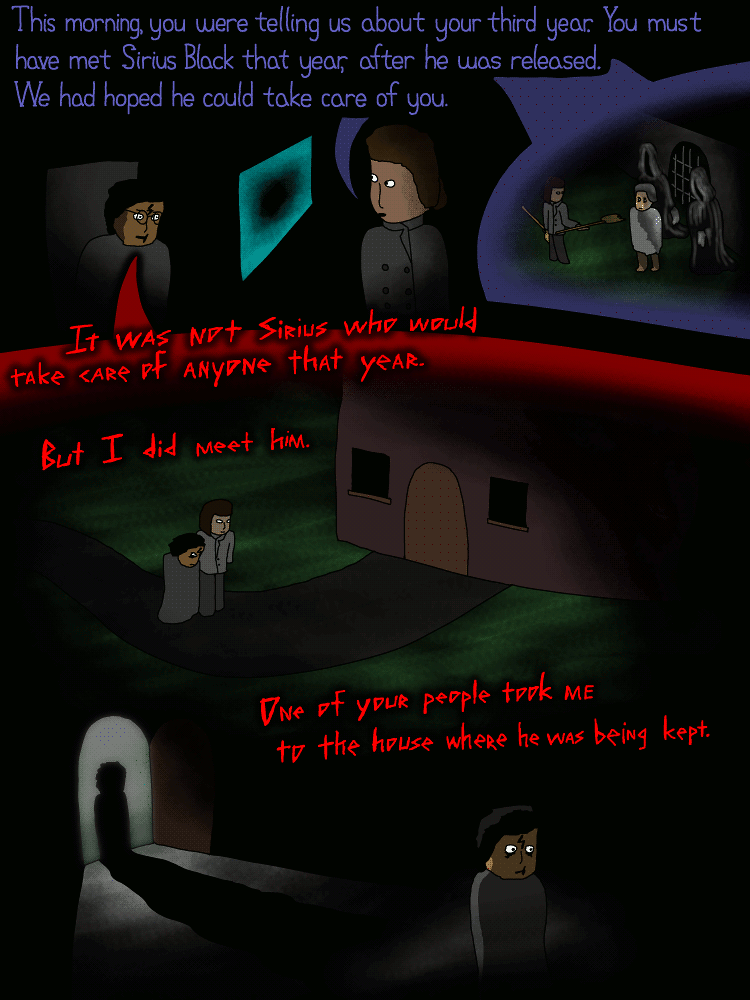 This morning, you were telling us about your third year. You must
have met Sirius Black that year, after he was released.
We had hoped he could take care of you.
It was not Sirius who would
take care of anyone that year.
But I did meet him.
One of your people took me
to the house where he was being kept.